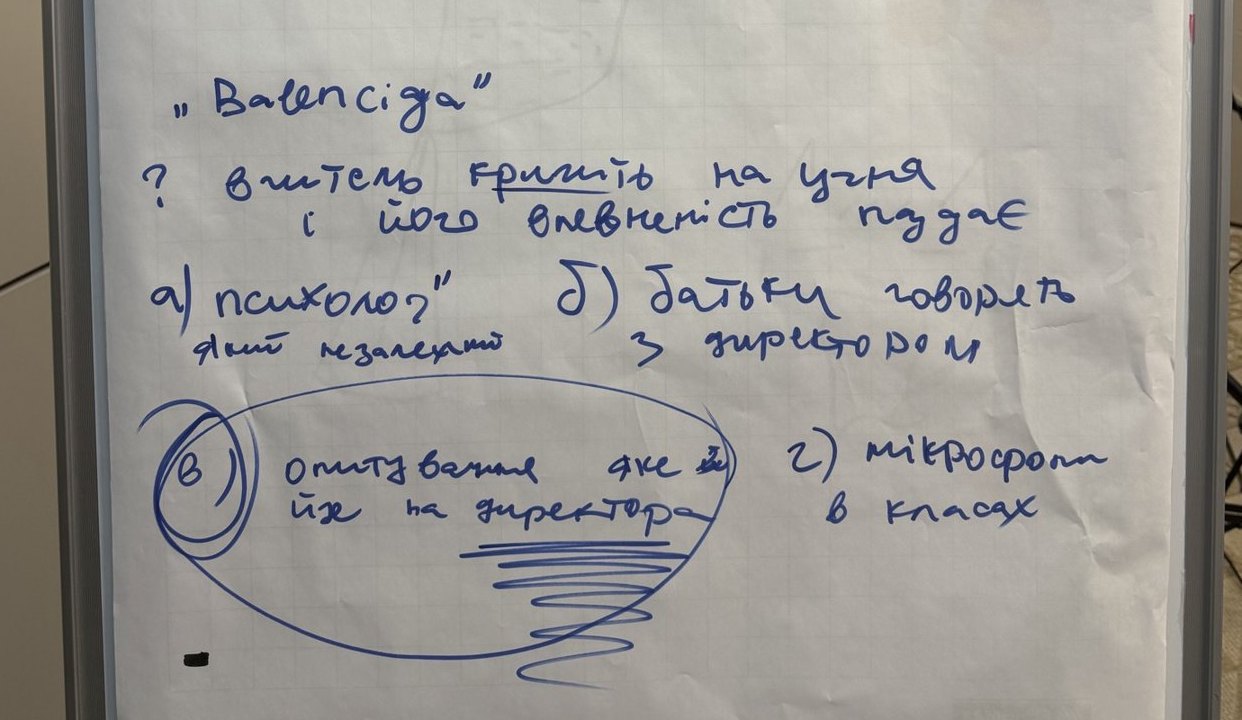 „Balenciga"
? вчитель кричить на учня
і його впевненість падає
а) психолог" б) батьки говорять
який незалежний з директором
в) опитування яке г) мікрофони
йде на директора в класах